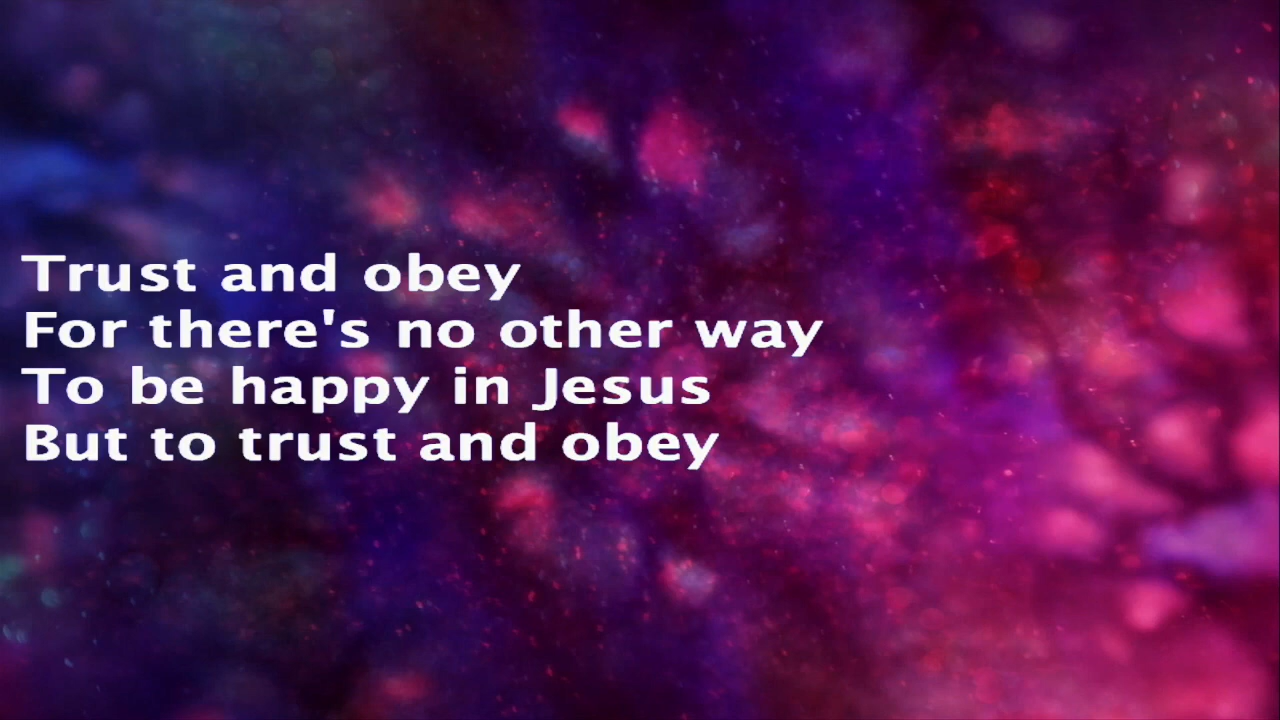 Trust and obey
For there's no other way
To be happy in Jesus
But to trust and obey